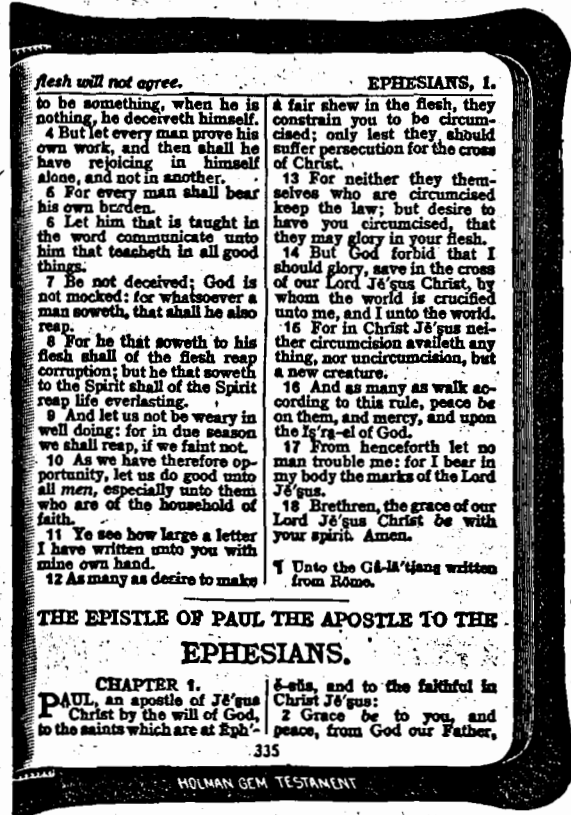 flesh will not agree.
EPHESIANS, 1.
to be something, when he is
nothing, he deceiveth himself.
4 But let every man prove his
own work, and then shall he
have rejoicing in himself
alone, and not in another.
5 For every man shall bear
his own burden.
6 Let him that is taught in
the word communicate unto
him that teacheth in all good
things.
7 Be not deceived; God is
not mocked: for whatsoever a
man soweth, that shall he also
reap.
8 For he that soweth to his
flesh shall of the flesh reap
corruption; but he that soweth
to the Spirit shall of the Spirit
reap life everlasting.
9 And let us not be weary in
well doing: for in due season
we shall reap, if we faint not.
10 As we have therefore op-
portunity, let us do good unto
all men, especially unto them
who are of the household of
faith.
11 Ye see how large a letter
I have written unto you with
mine own hand.
12 As many as desire to make
a fair shew in the flesh, they
constrain you to be circum-
cised; only lest they should
suffer persecution for the cross
of Christ.
13 For neither they them-
selves who are circumcised
keep the law; but desire to
have you circumcised, that
they may glory in your flesh.
14 But God forbid that I
should glory, save in the cross
of our Lord Jē'ṣus Christ, by
whom the world is crucified
unto me, and I unto the world.
15 For in Christ Jē'ṣus nei-
ther circumcision availeth any
thing, nor uncircumcision, but
a new creature.
16 And as many as walk ac-
cording to this rule, peace be
on them, and mercy, and upon
the Iṣ'ra-el of God.
17 From henceforth let no
man trouble me: for I bear in
my body the marks of the Lord
Jē'ṣus.
18 Brethren, the grace of our
Lord Jē'ṣus Christ be with
your spirit. Amen.
¶ Unto the Gá-lā'tianṣ written
from Rōme.
THE EPISTLE OF PAUL THE APOSTLE TO THE
EPHESIANS.
CHAPTER 1.
PAUL, an apostle of Jē'ṣus
Christ by the will of God,
to the saints which are at Eph'-
ĕ-sŭs, and to the faithful in
Christ Jē'ṣus:
2 Grace be to you, and
peace, from God our Father,
335
HOLMAN GEM TESTAMENT